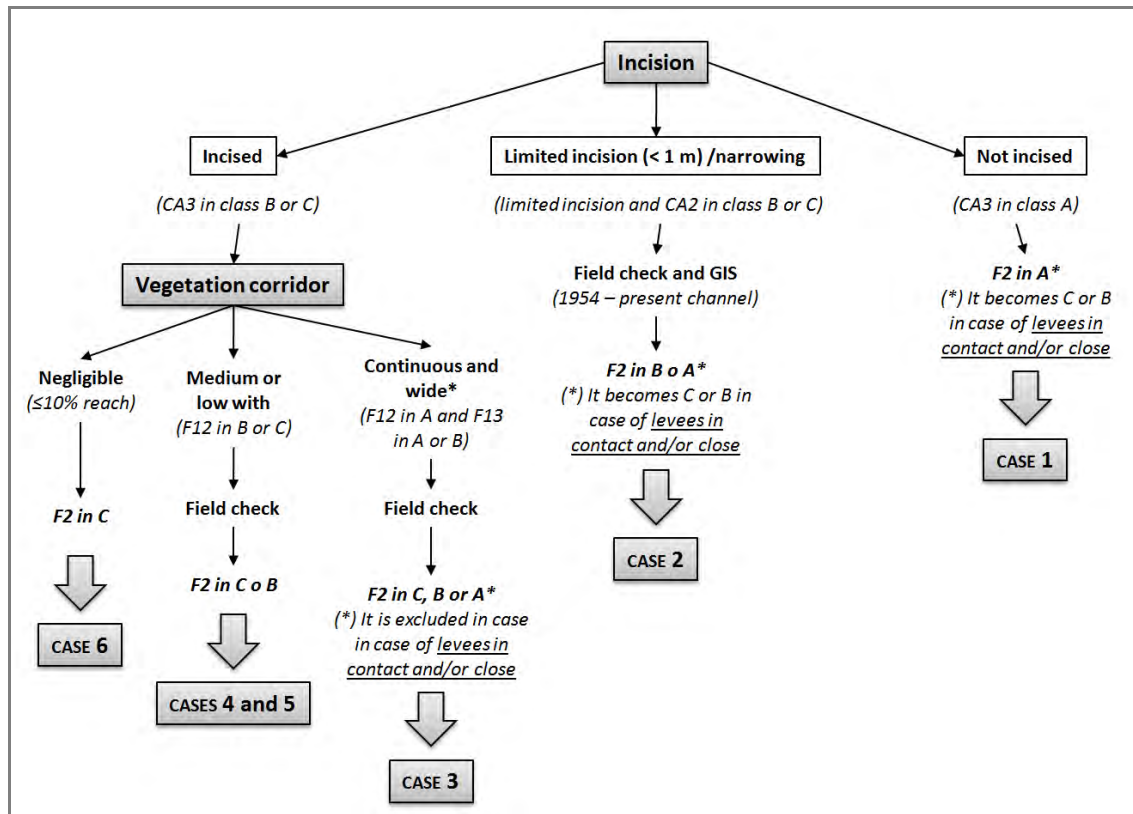 Incision
Incised
(CA3 in class B or C)
Limited incision (< 1 m) /narrowing
(limited incision and CA2 in class B or C)
Not incised
(CA3 in class A)
Vegetation corridor
Negligible
(≤10% reach)
F2 in C
CASE 6
Medium or
low with
(F12 in B or C)
Field check
F2 in C o B
CASES 4 and 5
Continuous and
wide*
(F12 in A and F13
in A or B)
Field check
F2 in C, B or A*
(*) It is excluded in case
in case of levees in
contact and/or close
CASE 3
Field check and GIS
(1954 – present channel)
F2 in B o A*
(*) It becomes C or B in
case of levees in
contact and/or close
CASE 2
F2 in A*
(*) It becomes C or B
in case of levees in
contact and/or close
CASE 1